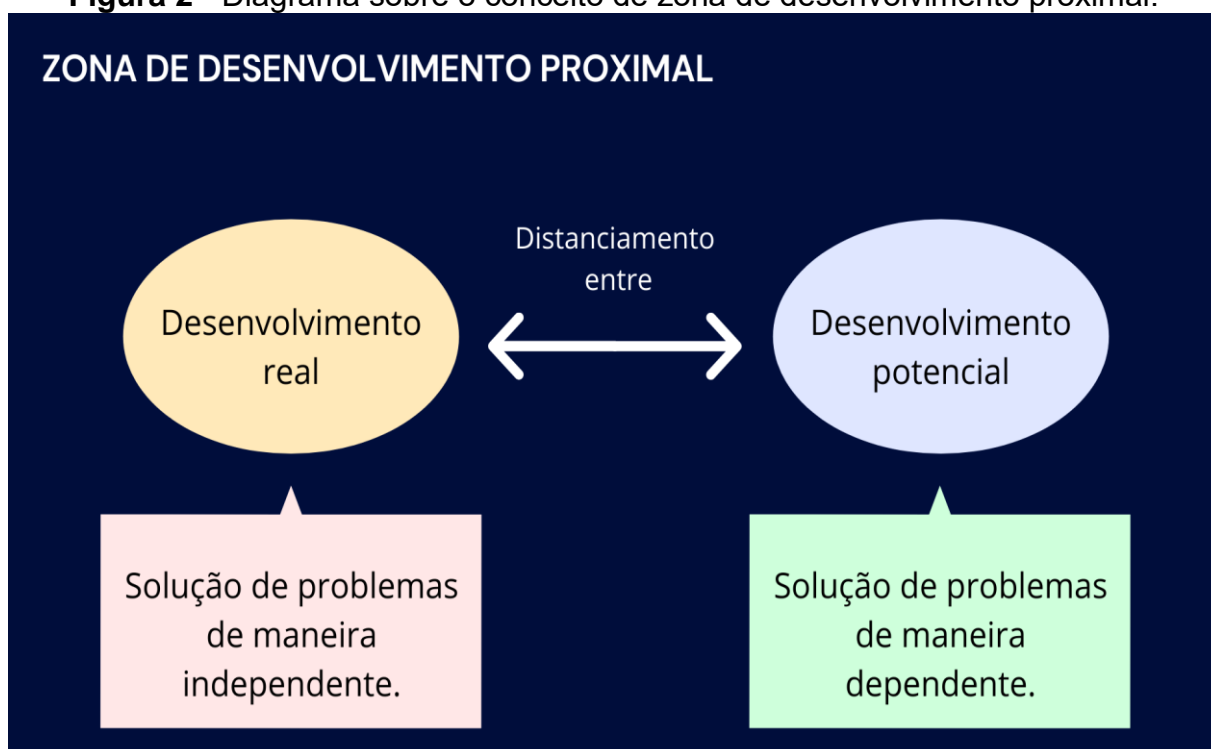 Figura 2 - Diagrama sobre o conceito de zona de desenvolvimento proximal.
ZONA DE DESENVOLVIMENTO PROXIMAL
Distanciamento
entre
Desenvolvimento
real
Desenvolvimento
potencial
Solução de problemas
de maneira
independente.
Solução de problemas
de maneira
dependente.